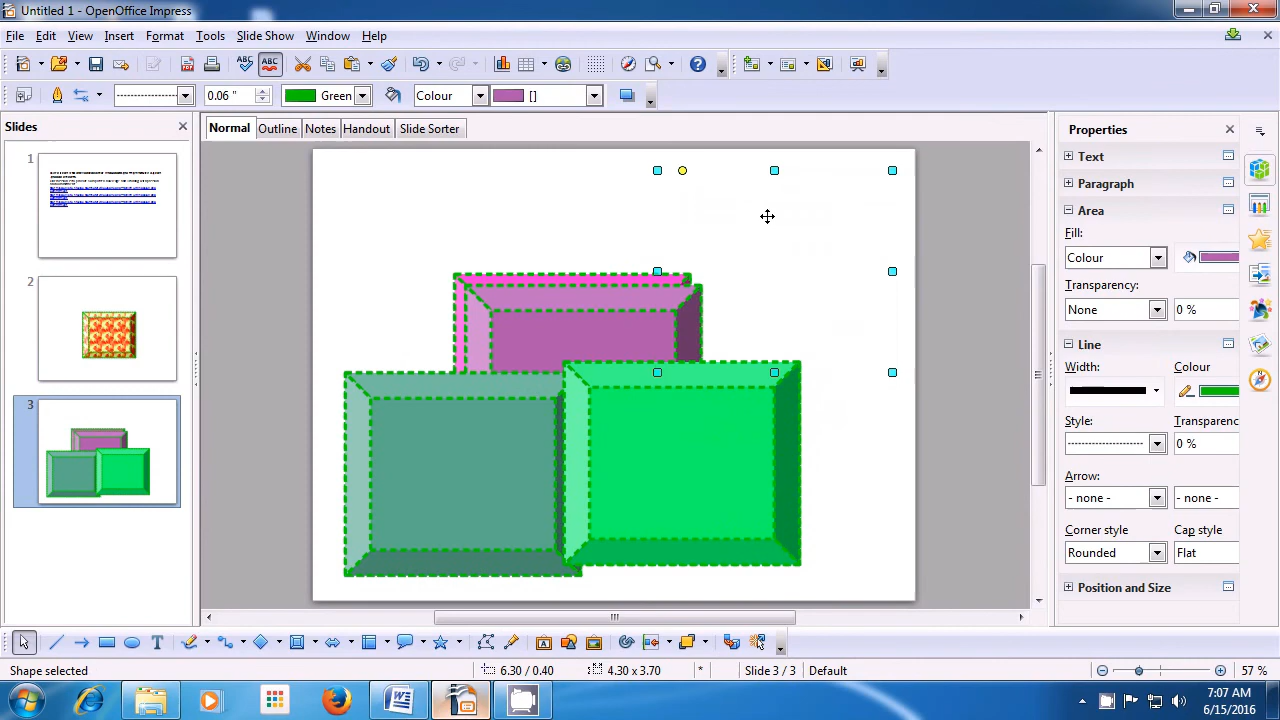 Untitled 1 - OpenOffice Impress
File Edit View Insert Format Tools Slide Show Window Help
ABC ABC
0.06 " Green Colour []
Slides
Normal Outline Notes Handout Slide Sorter
Properties
1
2
3
Text
Paragraph
Area
Fill:
Colour
Transparency:
None 0 %
Line
Width: Colour
Style: Transparency
0 %
Arrow:
- none - - none -
Corner style Cap style
Rounded Flat
Position and Size
T
Shape selected 6.30 / 0.40 4.30 x 3.70 * Slide 3 / 3 Default 57 %
W
7:07 AM
6/15/2016